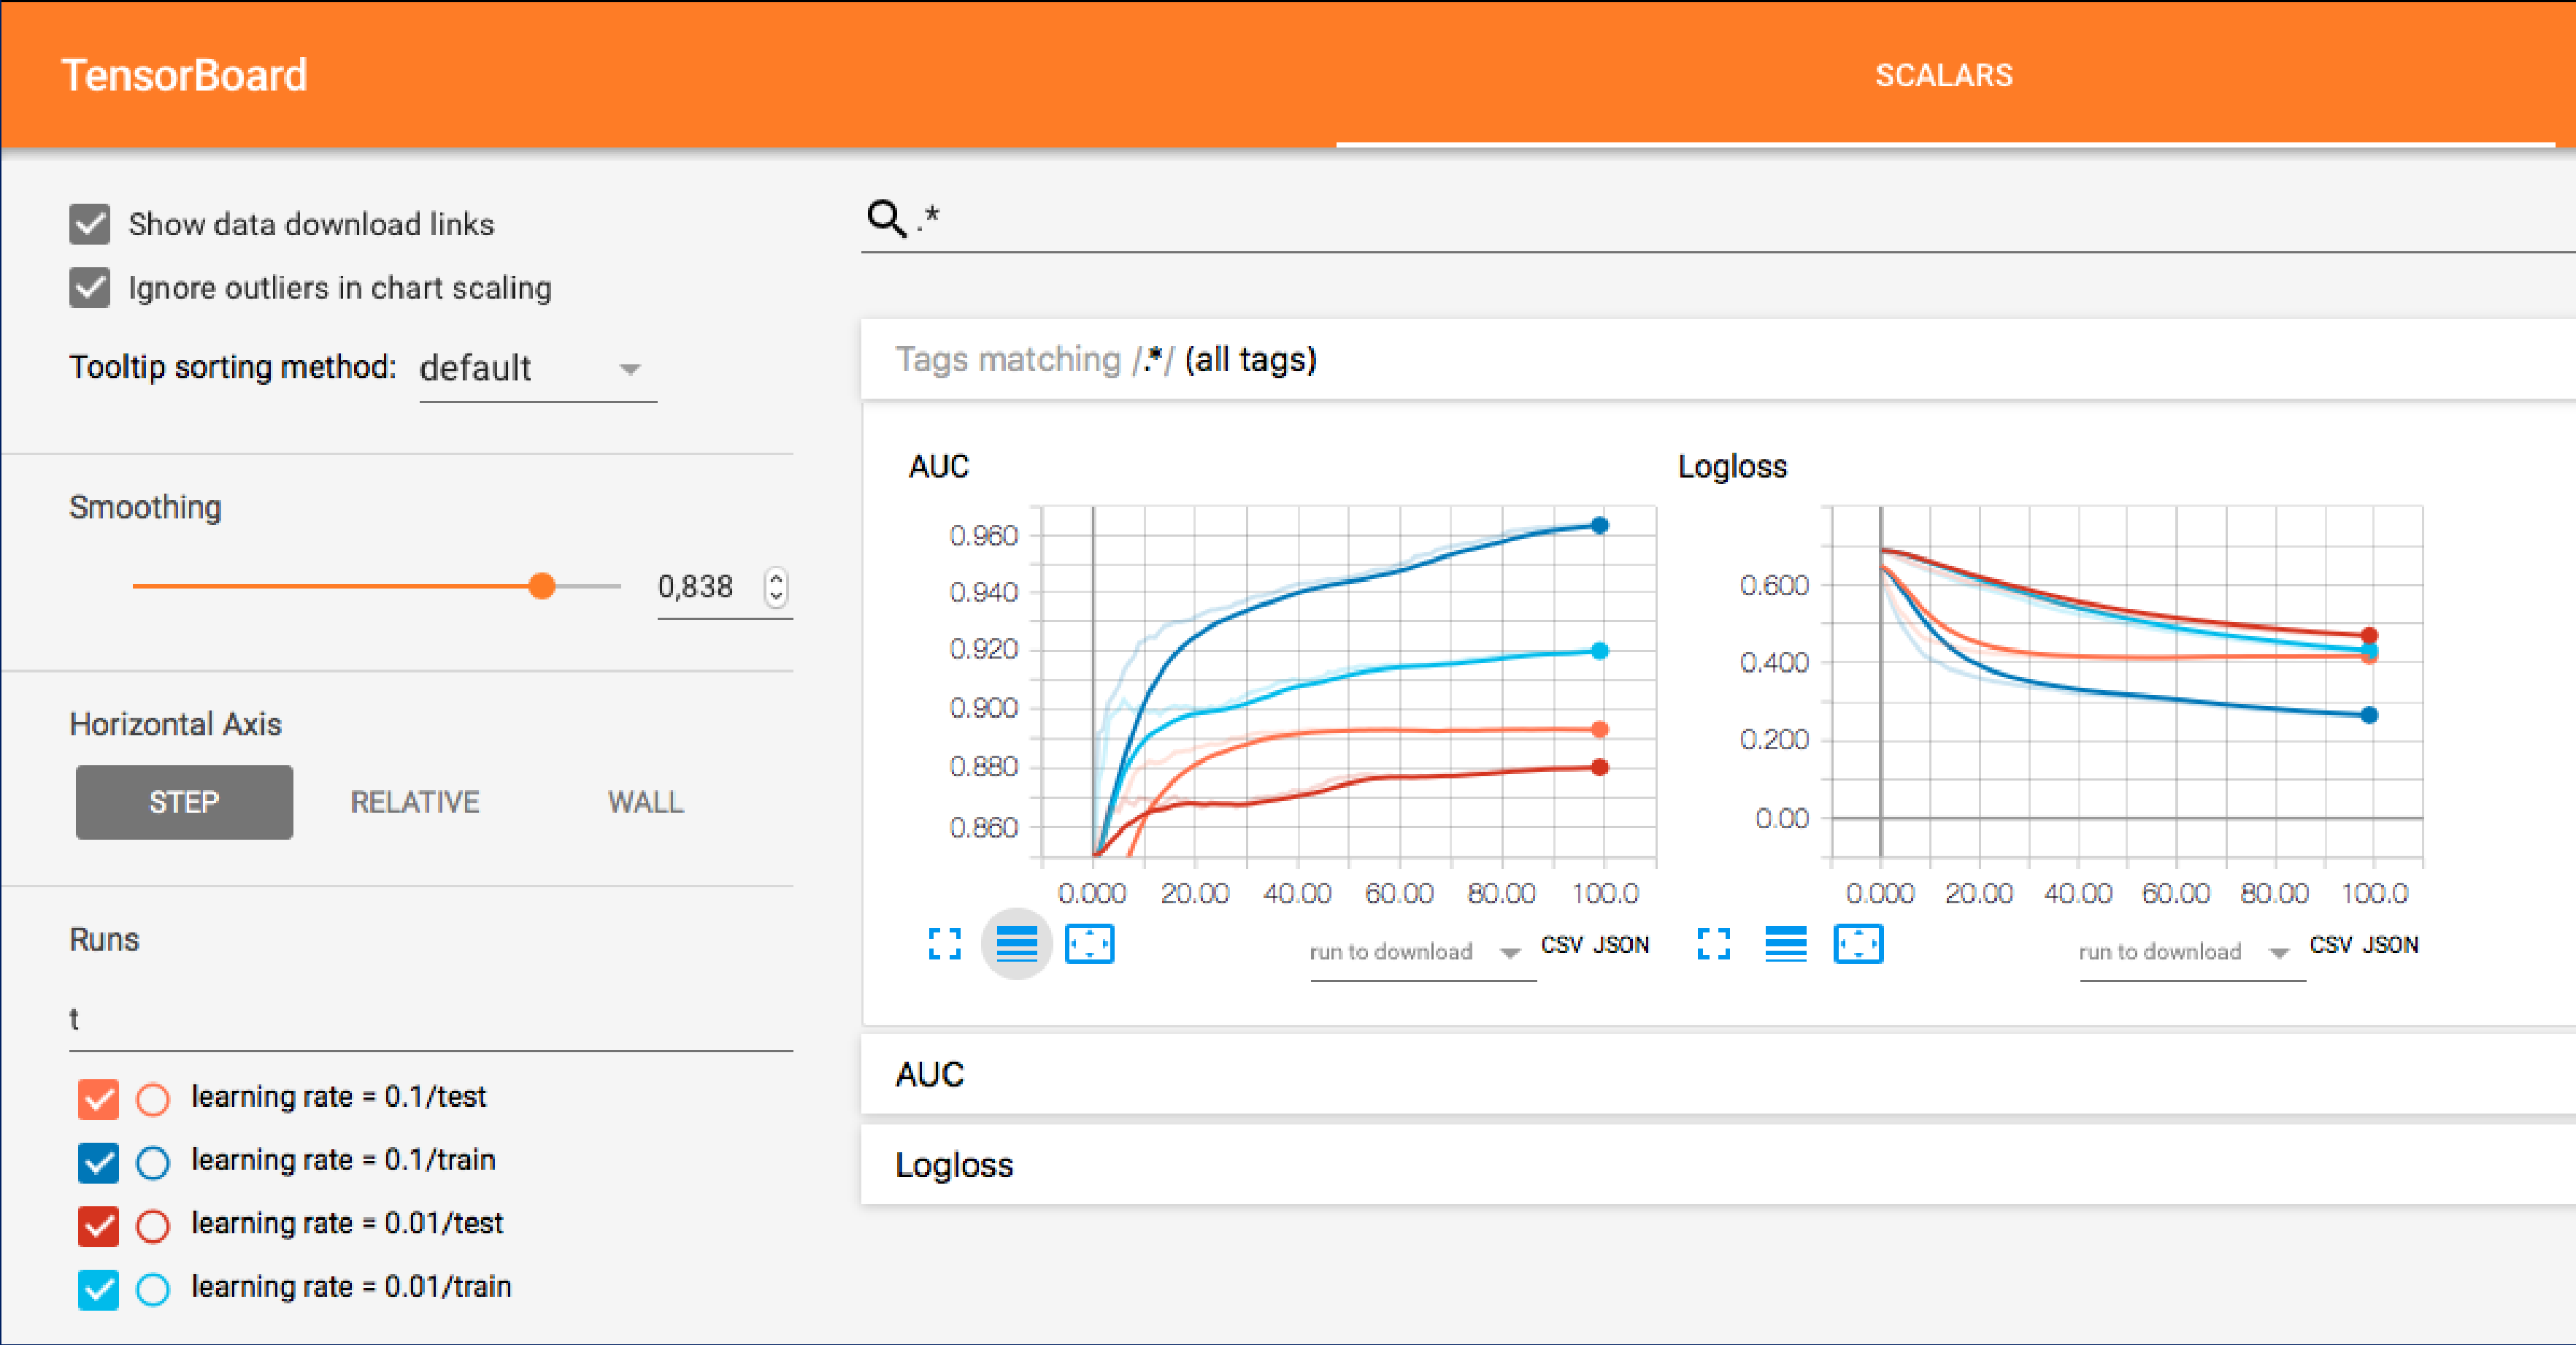 TensorBoard
SCALARS
Show data download links
Ignore outliers in chart scaling
Tooltip sorting method: default
Smoothing
0,838
Horizontal Axis
STEP RELATIVE WALL
Runs
t
learning rate = 0.1/test
learning rate = 0.1/train
learning rate = 0.01/test
learning rate = 0.01/train
.*
Tags matching /.*/ (all tags)
AUC
0.960
0.940
0.920
0.900
0.880
0.860
0.000 20.00 40.00 60.00 80.00 100.0
run to download CSV JSON
Logloss
0.600
0.400
0.200
0.00
0.000 20.00 40.00 60.00 80.00 100.0
run to download CSV JSON
AUC
Logloss